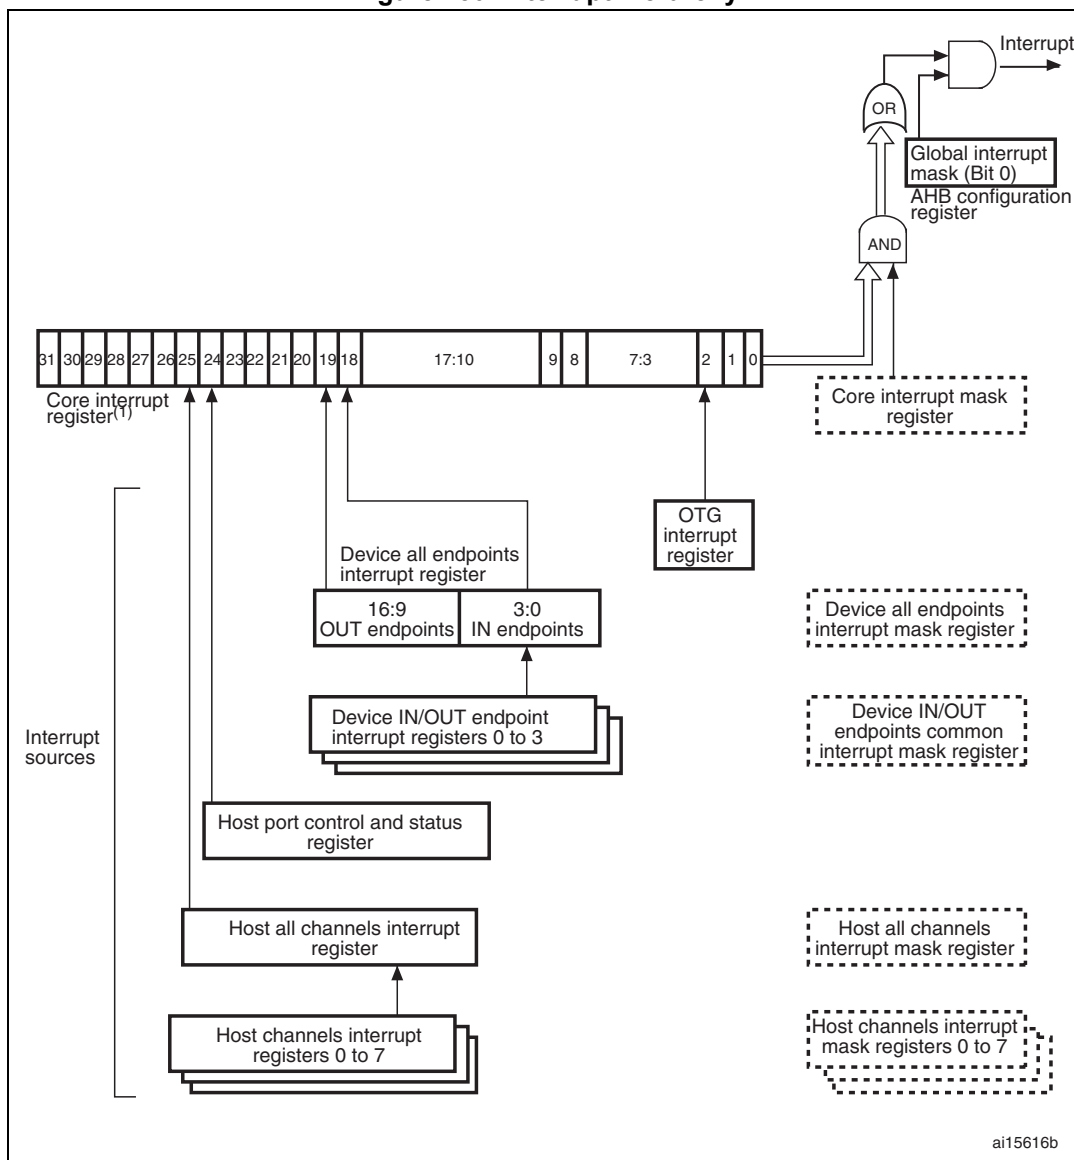 Interrupt
OR
Global interrupt
mask (Bit 0)
AHB configuration
register
AND
31 30 29 28 27 26 25 24 23 22 21 20 19 18 17:10 9 8 7:3 2 1 0
Core interrupt
register(1)
Core interrupt mask
register
OTG
interrupt
register
Device all endpoints
interrupt register
16:9
OUT endpoints
3:0
IN endpoints
Device all endpoints
interrupt mask register
Device IN/OUT endpoint
interrupt registers 0 to 3
Device IN/OUT
endpoints common
interrupt mask register
Interrupt
sources
Host port control and status
register
Host all channels interrupt
register
Host all channels
interrupt mask register
Host channels interrupt
registers 0 to 7
Host channels interrupt
mask registers 0 to 7
ai15616b